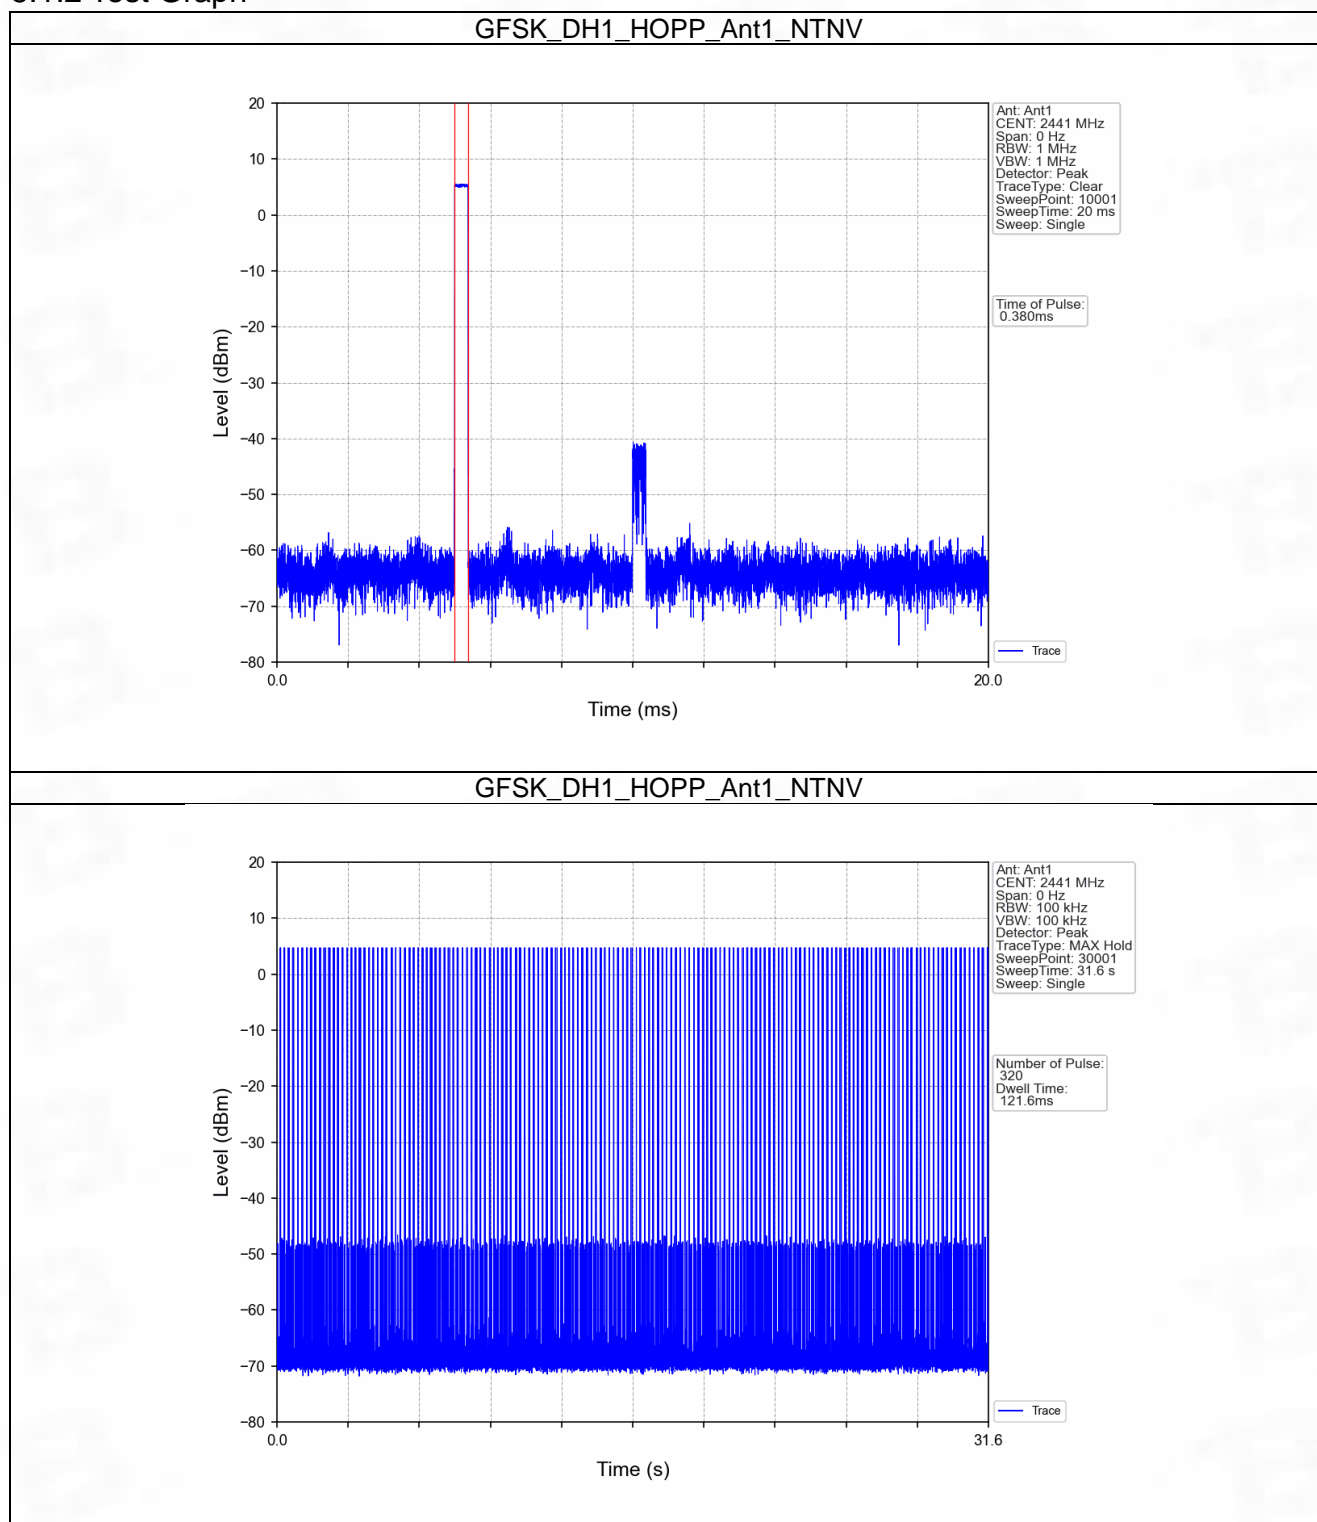 GFSK_DH1_HOPP_Ant1_NTNV
20
10
0
−10
−20
−30
−40
−50
−60
−70
−80
Level (dBm)
0.0
20.0
Time (ms)
Ant: Ant1
CENT: 2441 MHz
Span: 0 Hz
RBW: 1 MHz
VBW: 1 MHz
Detector: Peak
TraceType: Clear
SweepPoint: 10001
SweepTime: 20 ms
Sweep: Single
Time of Pulse:
0.380ms
Trace
GFSK_DH1_HOPP_Ant1_NTNV
20
10
0
−10
−20
−30
−40
−50
−60
−70
−80
Level (dBm)
0.0
31.6
Time (s)
Ant: Ant1
CENT: 2441 MHz
Span: 0 Hz
RBW: 100 kHz
VBW: 100 kHz
Detector: Peak
TraceType: MAX Hold
SweepPoint: 30001
SweepTime: 31.6 s
Sweep: Single
Number of Pulse:
320
Dwell Time:
121.6ms
Trace